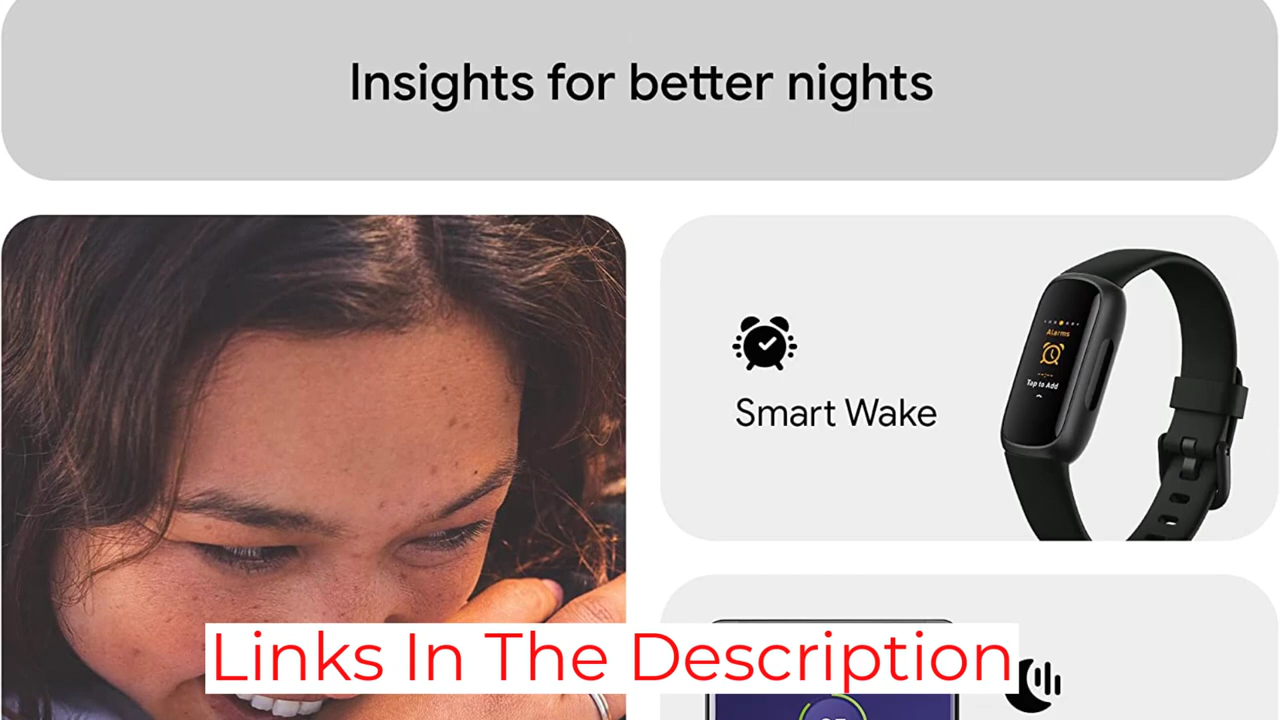 Insights for better nights
Smart Wake
Alarms
Tap to Add
Links In The Description